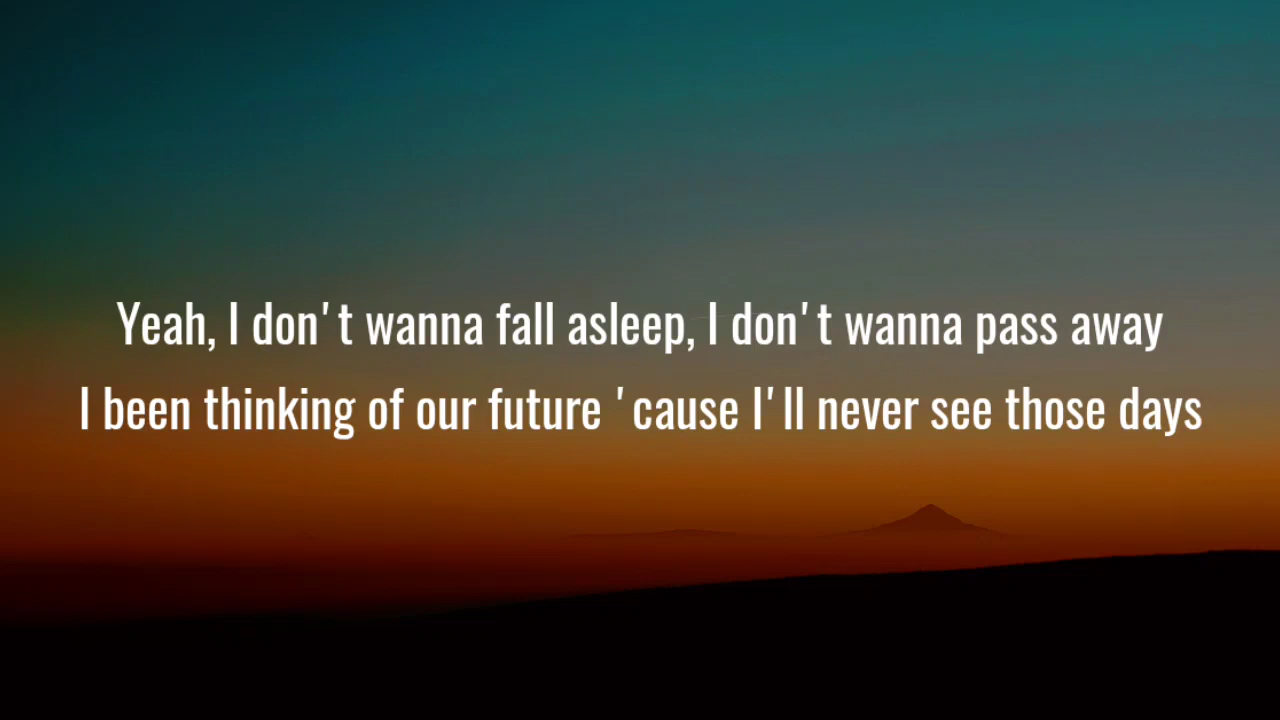 Yeah, I don't wanna fall asleep, I don't wanna pass away
I been thinking of our future 'cause I'll never see those days